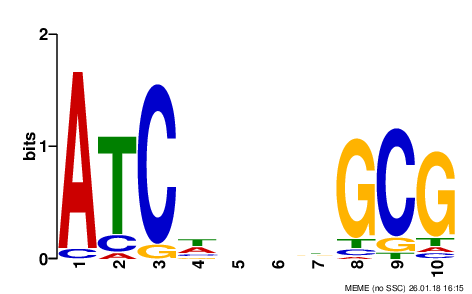 2
bits
1
0
A T C G C G
C C G T T G T T
A A C A T A C
1 2 3 4 5 6 7 8 9 10
MEME (no SSC) 26.01.18 16:15